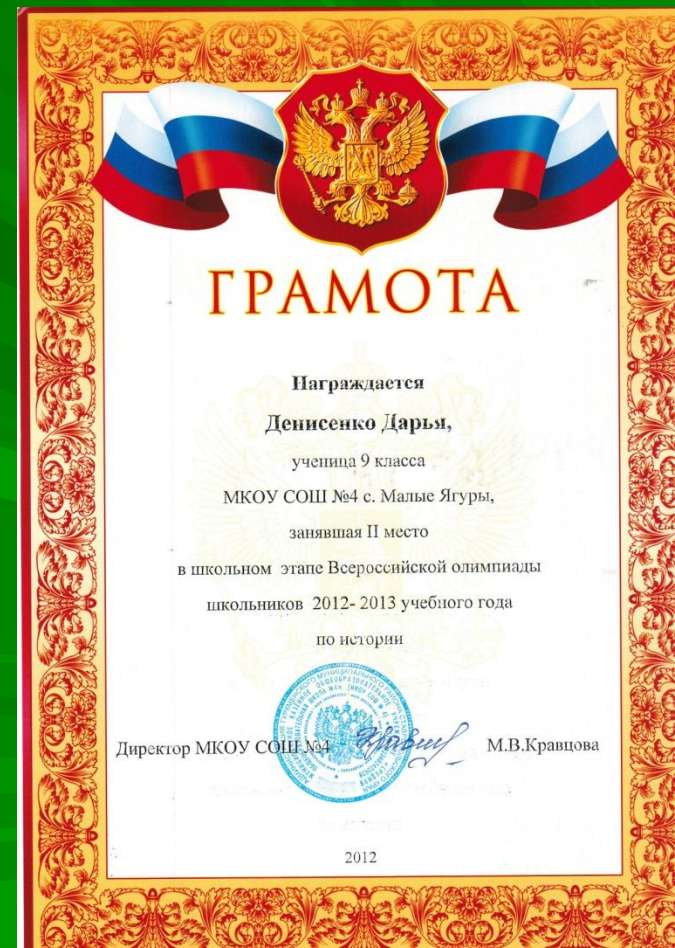 ГРАМОТА
Награждается
Денисенко Дарья,
ученица 9 класса
МКОУ СОШ №4 с. Малые Ягуры,
занявшая II место
в школьном этапе Всероссийской олимпиады
школьников 2012- 2013 учебного года
по истории
Директор МКОУ СОШ №4 М.В.Кравцова
2012